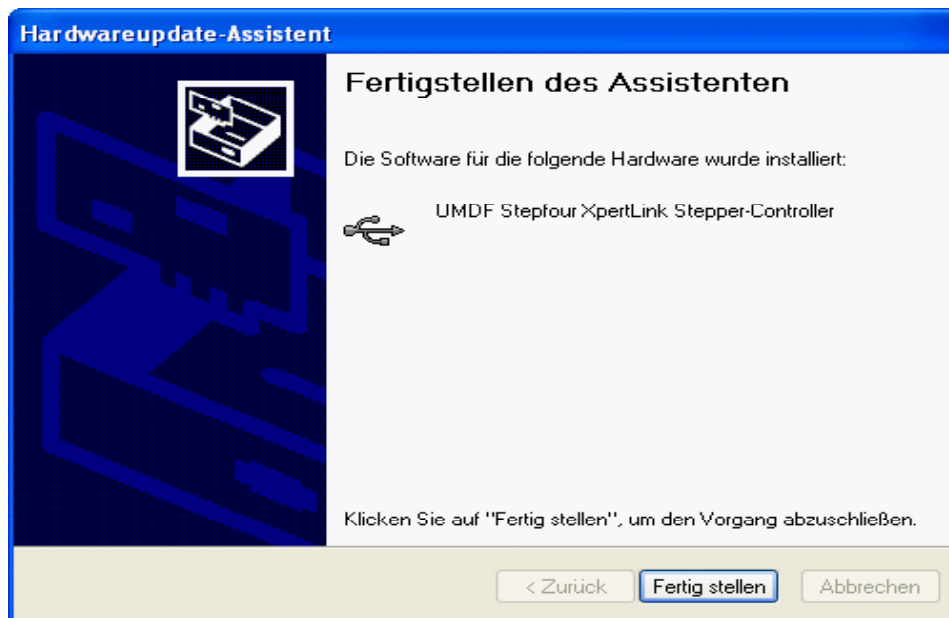 Hardwareupdate-Assistent
Fertigstellen des Assistenten
Die Software für die folgende Hardware wurde installiert:
UMDF Stepfour XpertLink Stepper-Controller
Klicken Sie auf "Fertig stellen", um den Vorgang abzuschließen.
< Zurück Fertig stellen Abbrechen